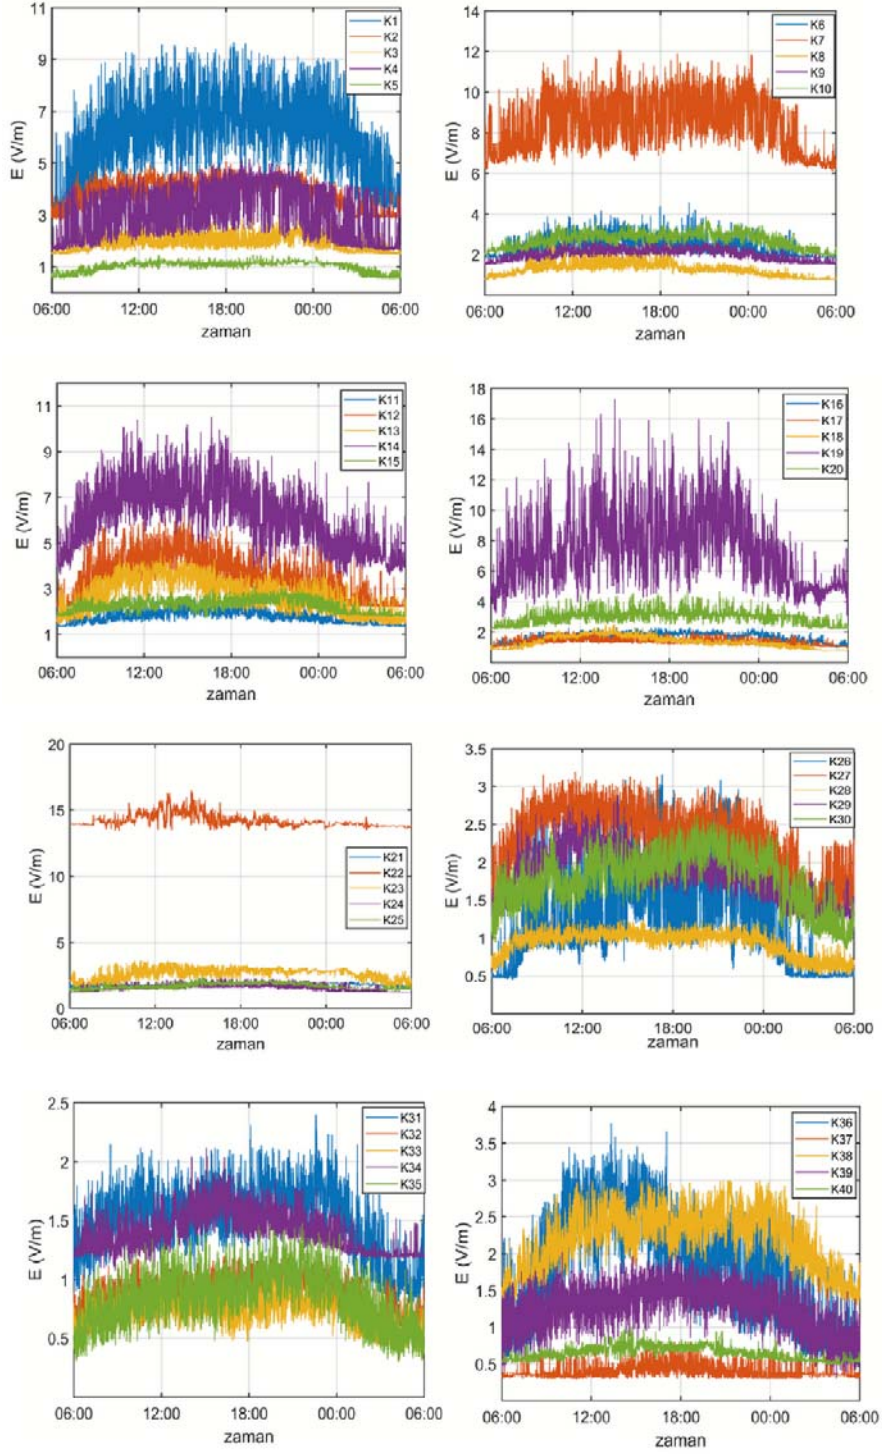 11
9
7
5
3
1
E (V/m)
K1
K2
K3
K4
K5
06:00 12:00 18:00 00:00 06:00
zaman
14
12
10
8
6
4
2
E (V/m)
K6
K7
K8
K9
K10
06:00 12:00 18:00 00:00 06:00
zaman
11
9
7
5
3
1
E (V/m)
K11
K12
K13
K14
K15
06:00 12:00 18:00 00:00 06:00
zaman
18
16
14
12
10
8
6
4
2
E (V/m)
K16
K17
K18
K19
K20
06:00 12:00 18:00 00:00 06:00
zaman
20
15
10
5
0
E (V/m)
K21
K22
K23
K24
K25
06:00 12:00 18:00 00:00 06:00
zaman
3.5
3
2.5
2
1.5
1
0.5
E (V/m)
K26
K27
K28
K29
K30
06:00 12:00 18:00 00:00 06:00
zaman
2.5
2
1.5
1
0.5
E (V/m)
K31
K32
K33
K34
K35
06:00 12:00 18:00 00:00 06:00
zaman
4
3.5
3
2.5
2
1.5
1
0.5
E (V/m)
K36
K37
K38
K39
K40
06:00 12:00 18:00 00:00 06:00
zaman